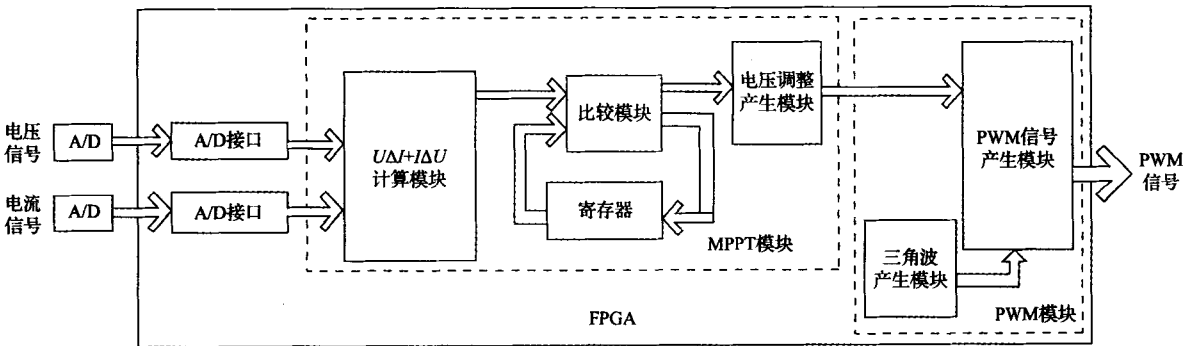 电压
信号
A/D
A/D接口
电流
信号
A/D
A/D接口
UΔI+IΔU
计算模块
比较模块
寄存器
电压调整
产生模块
MPPT模块
PWM信号
产生模块
三角波
产生模块
PWM模块
PWM
信号
FPGA